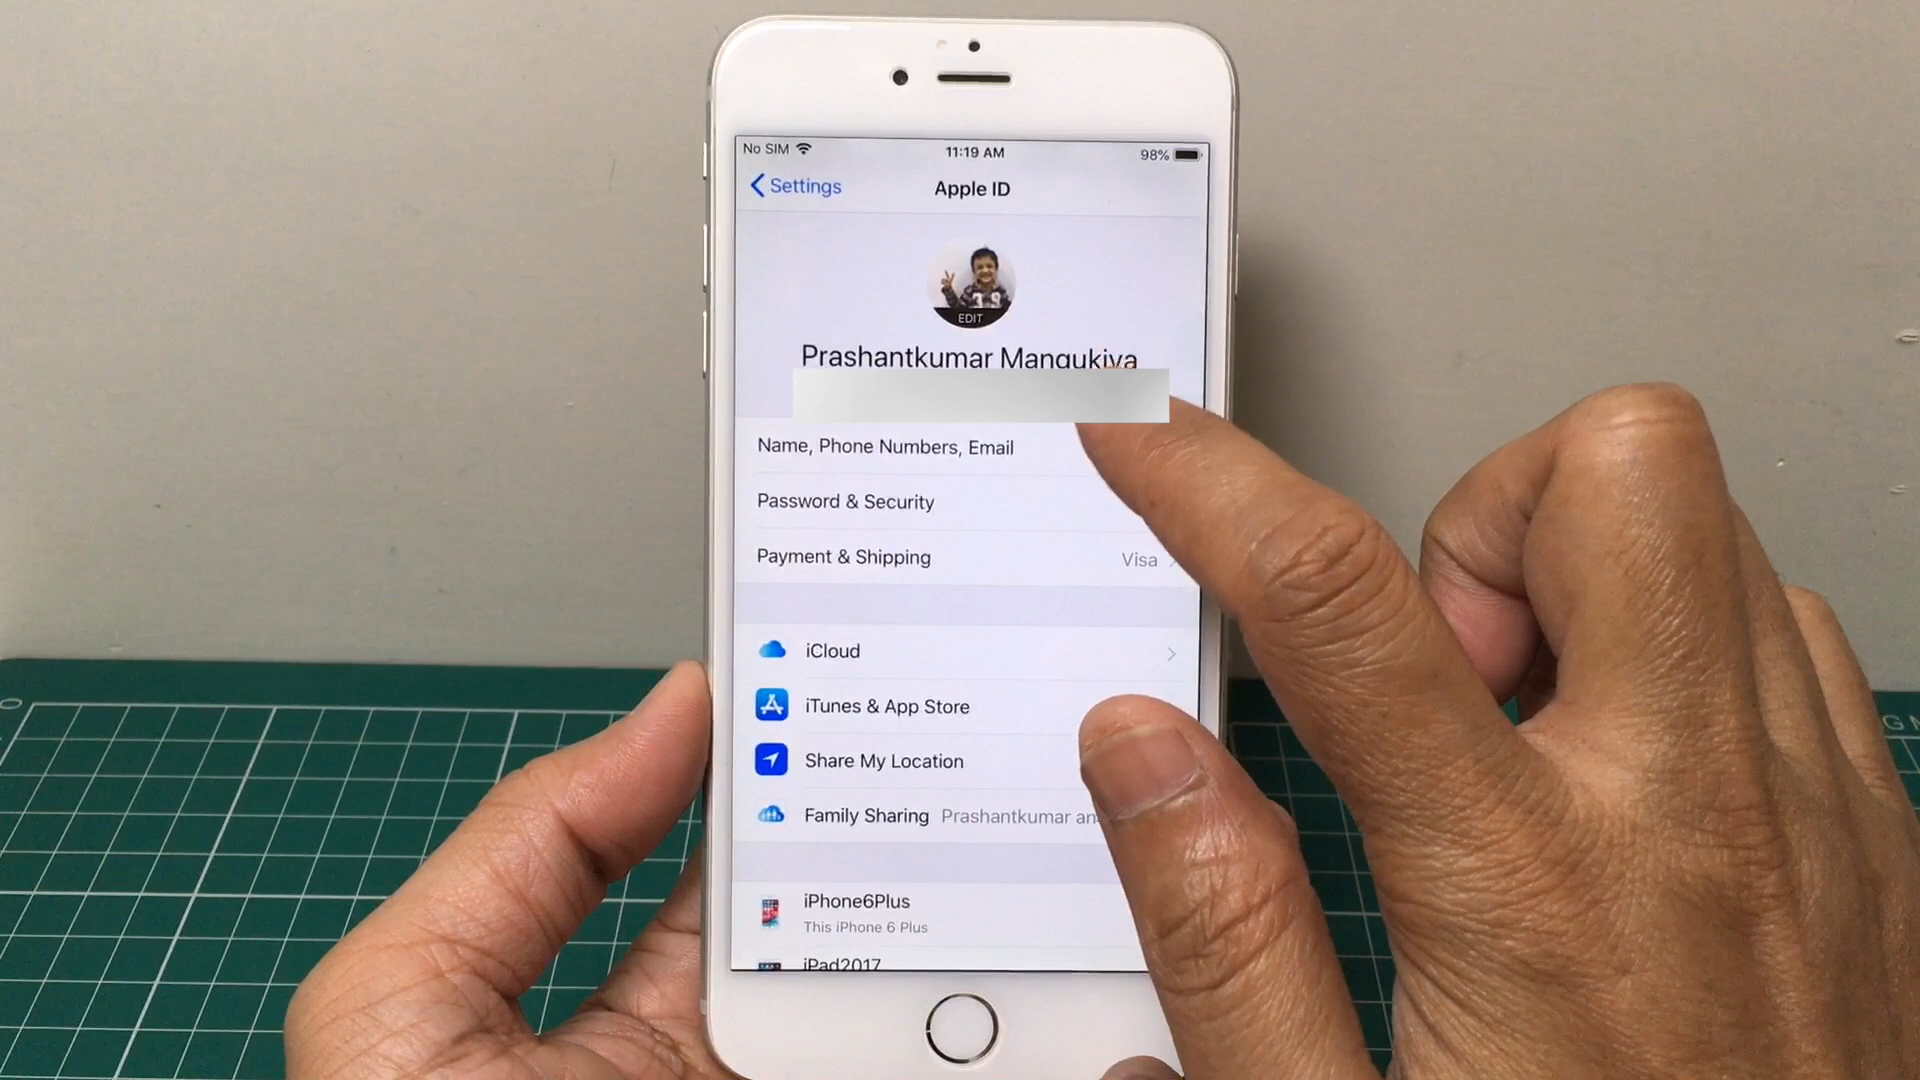 No SIM 11:19 AM 98%
Settings Apple ID
EDIT
Prashantkumar Mangukiya
Name, Phone Numbers, Email
Password & Security
Payment & Shipping Visa
iCloud
iTunes & App Store
Share My Location
Family Sharing Prashantkumar an
iPhone6Plus
This iPhone 6 Plus
iPad2017